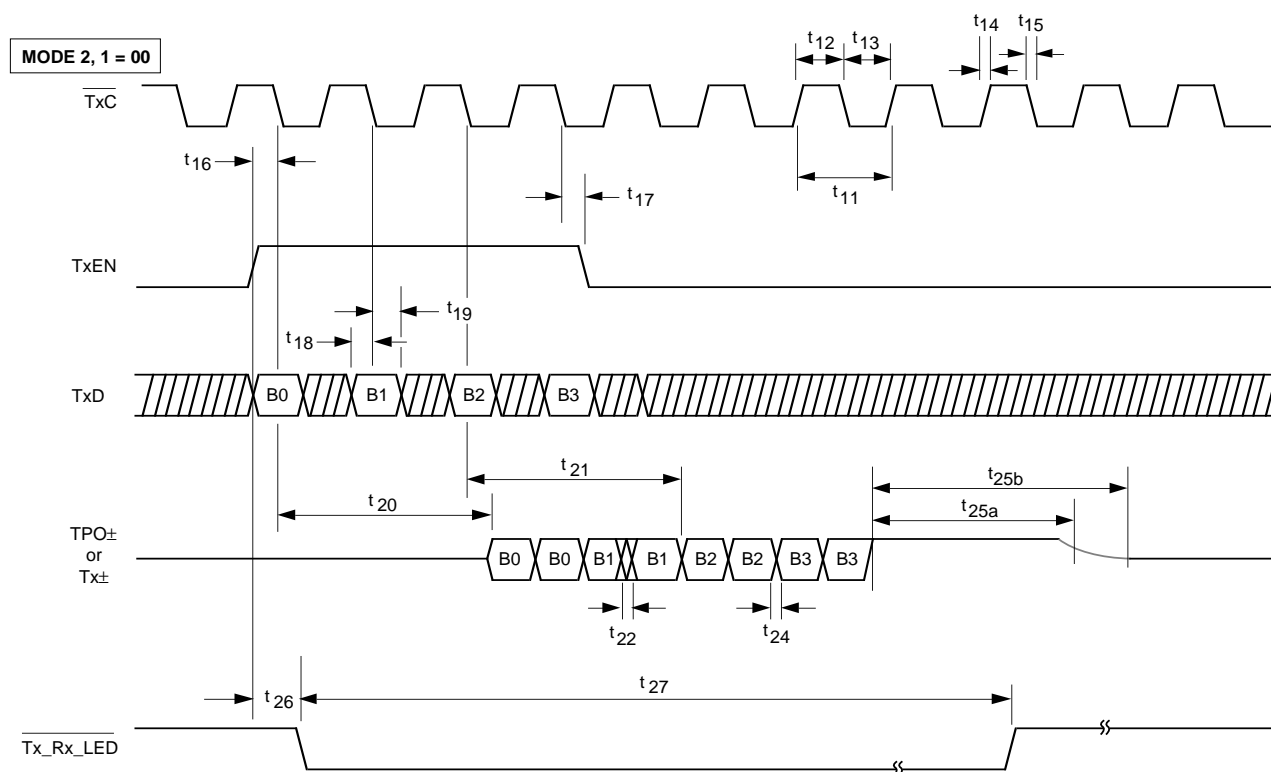 MODE 2, 1 = 00
t12 t13 t14 t15
TxC
t16
t17
t11
TxEN
t18
t19
TxD
B0 B1 B2 B3
t20
t21
t25b
t25a
TPO±
or
Tx±
B0 B0 B1 B1 B2 B2 B3 B3
t22
t24
t26
t27
Tx_Rx_LED